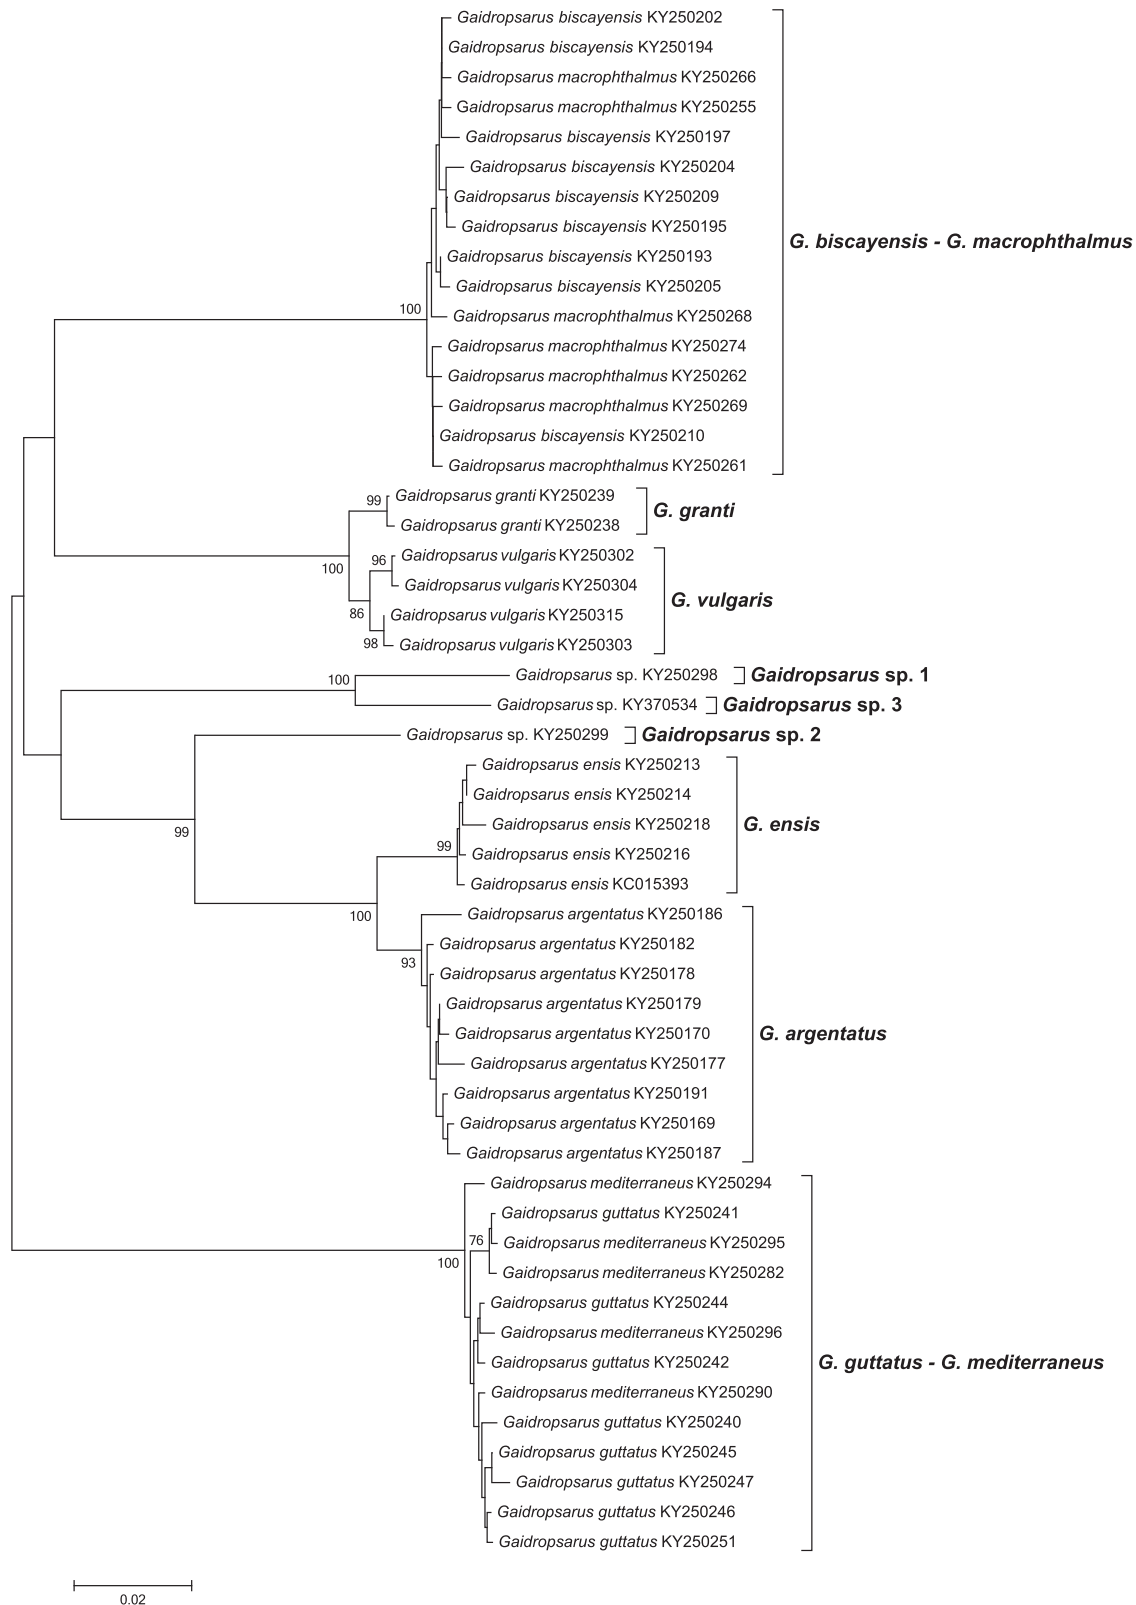 Gaidropsarus biscayensis KY250202
Gaidropsarus biscayensis KY250194
Gaidropsarus macrophthalmus KY250266
Gaidropsarus macrophthalmus KY250255
Gaidropsarus biscayensis KY250197
Gaidropsarus biscayensis KY250204
Gaidropsarus biscayensis KY250209
Gaidropsarus biscayensis KY250195
G. biscayensis - G. macrophthalmus
Gaidropsarus biscayensis KY250193
Gaidropsarus biscayensis KY250205
100
Gaidropsarus macrophthalmus KY250268
Gaidropsarus macrophthalmus KY250274
Gaidropsarus macrophthalmus KY250262
Gaidropsarus macrophthalmus KY250269
Gaidropsarus biscayensis KY250210
Gaidropsarus macrophthalmus KY250261
99
Gaidropsarus granti KY250239
G. granti
Gaidropsarus granti KY250238
96
Gaidropsarus vulgaris KY250302
100
Gaidropsarus vulgaris KY250304
G. vulgaris
86
Gaidropsarus vulgaris KY250315
98
Gaidropsarus vulgaris KY250303
100
Gaidropsarus sp. KY250298
Gaidropsarus sp. 1
Gaidropsarus sp. KY370534
Gaidropsarus sp. 3
Gaidropsarus sp. KY250299
Gaidropsarus sp. 2
Gaidropsarus ensis KY250213
Gaidropsarus ensis KY250214
99
Gaidropsarus ensis KY250218
G. ensis
99
Gaidropsarus ensis KY250216
Gaidropsarus ensis KC015393
100
Gaidropsarus argentatus KY250186
Gaidropsarus argentatus KY250182
93
Gaidropsarus argentatus KY250178
Gaidropsarus argentatus KY250179
Gaidropsarus argentatus KY250170
G. argentatus
Gaidropsarus argentatus KY250177
Gaidropsarus argentatus KY250191
Gaidropsarus argentatus KY250169
Gaidropsarus argentatus KY250187
Gaidropsarus mediterraneus KY250294
Gaidropsarus guttatus KY250241
76
Gaidropsarus mediterraneus KY250295
100
Gaidropsarus mediterraneus KY250282
Gaidropsarus guttatus KY250244
Gaidropsarus mediterraneus KY250296
Gaidropsarus guttatus KY250242
G. guttatus - G. mediterraneus
Gaidropsarus mediterraneus KY250290
Gaidropsarus guttatus KY250240
Gaidropsarus guttatus KY250245
Gaidropsarus guttatus KY250247
Gaidropsarus guttatus KY250246
Gaidropsarus guttatus KY250251
0.02